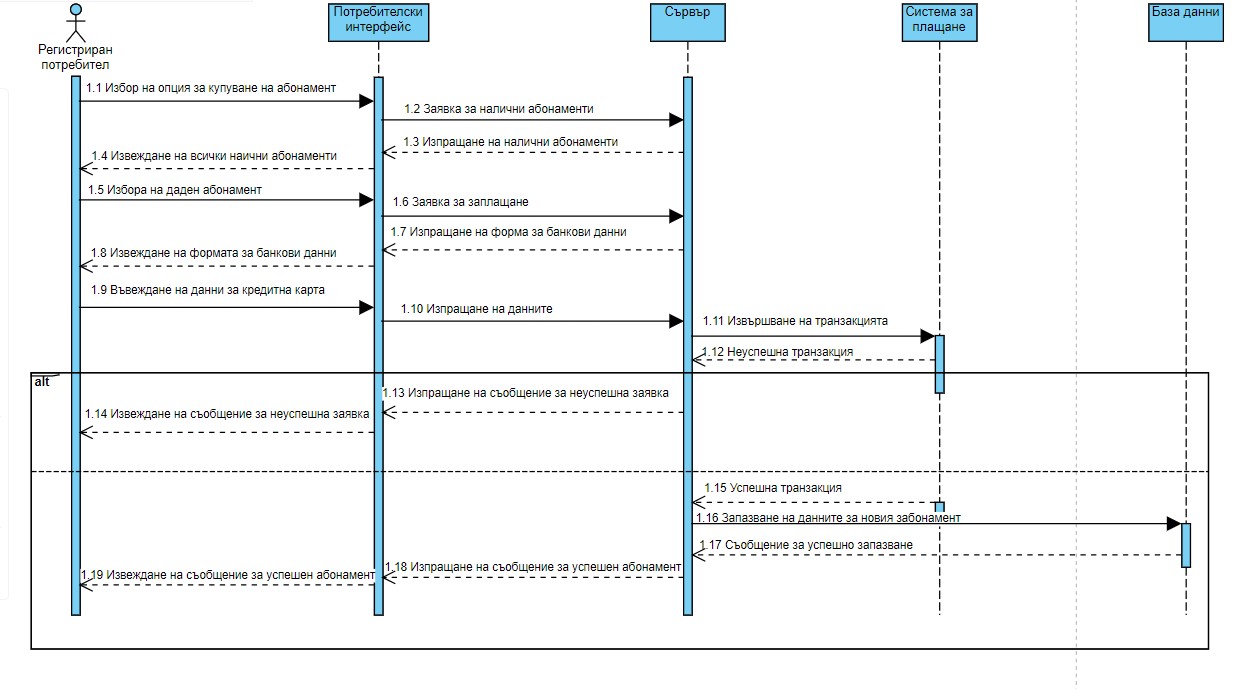 Регистриран
потребител
Потребителски
интерфейс
Сървър
Система за
плащане
База данни
1.1 Избор на опция за купуване на абонамент
1.2 Заявка за налични абонаменти
1.3 Изпращане на налични абонаменти
1.4 Извеждане на всички наични абонаменти
1.5 Избора на даден абонамент
1.6 Заявка за заплащане
1.7 Изпращане на форма за банкови данни
1.8 Извеждане на формата за банкови данни
1.9 Въвеждане на данни за кредитна карта
1.10 Изпращане на данните
1.11 Извършване на транзакцията
1.12 Неуспешна транзакция
alt
1.13 Изпращане на съобщение за неуспешна заявка
1.14 Извеждане на съобщение за неуспешна заявка
1.15 Успешна транзакция
1.16 Запазване на данните за новия забонамент
1.17 Съобщение за успешно запазване
1.18 Изпращане на съобщение за успешен абонамент
1.19 Извеждане на съобщение за успешен абонамент